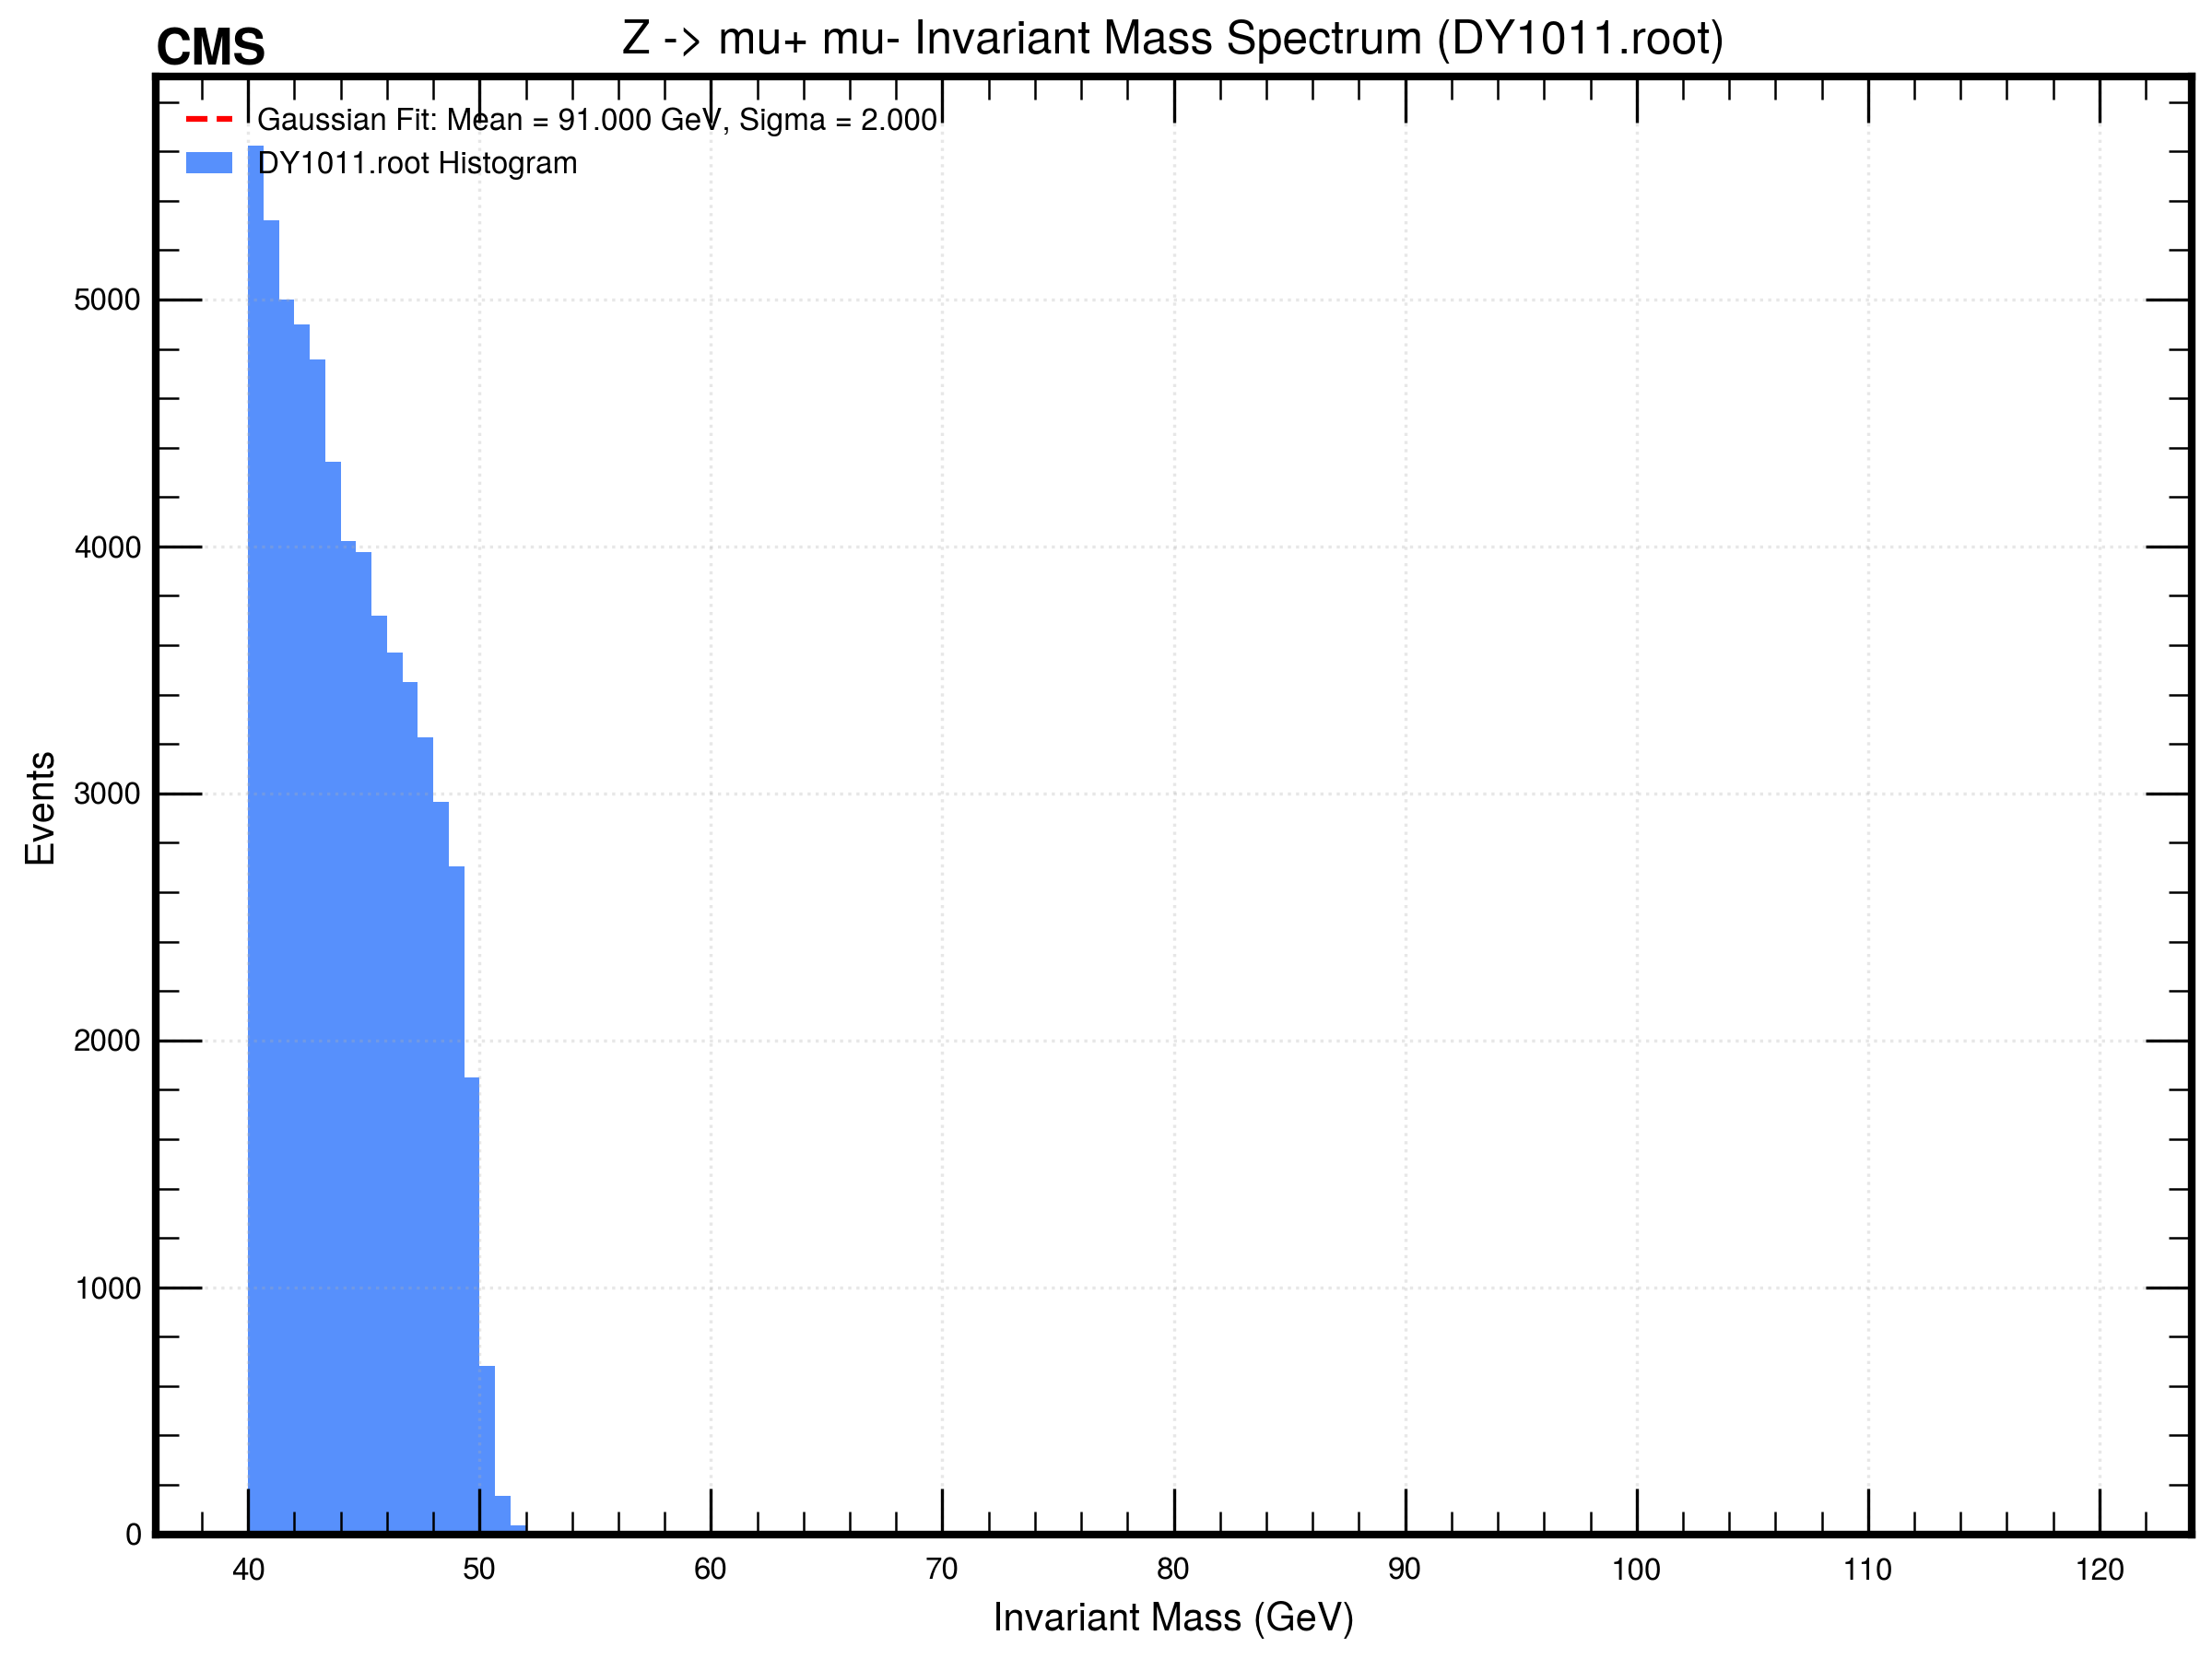 CMS
Z -> mu+ mu- Invariant Mass Spectrum (DY1011.root)
Gaussian Fit: Mean = 91.000 GeV, Sigma = 2.000
DY1011.root Histogram
5000
4000
3000
2000
1000
0
Events
40 50 60 70 80 90 100 110 120
Invariant Mass (GeV)